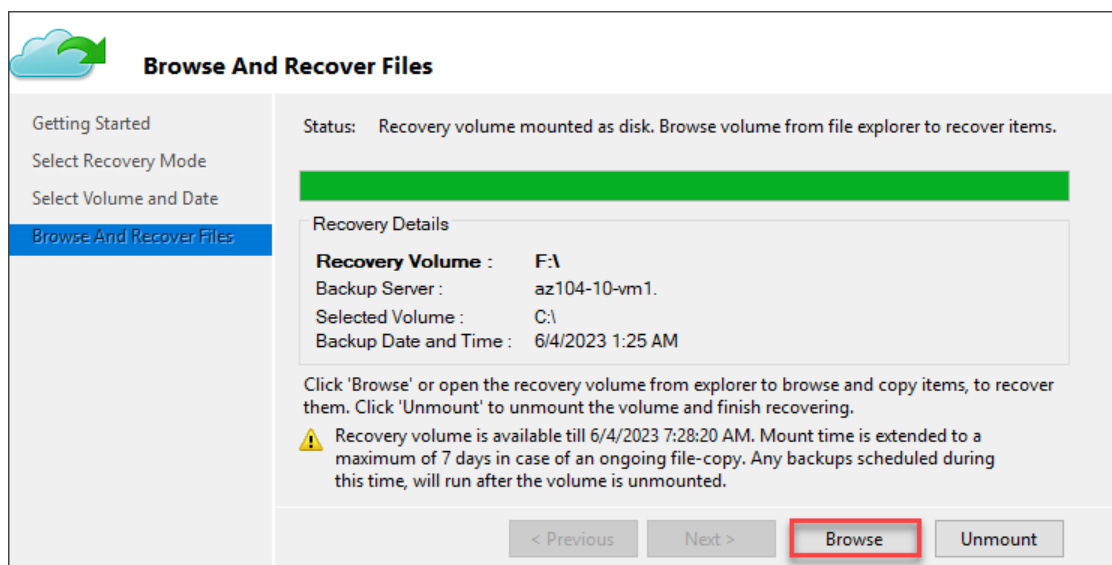 Browse And Recover Files
Getting Started
Select Recovery Mode
Select Volume and Date
Browse And Recover Files
Status: Recovery volume mounted as disk. Browse volume from file explorer to recover items.
Recovery Details
Recovery Volume : F:\
Backup Server : az104-10-vm1.
Selected Volume : C:\
Backup Date and Time : 6/4/2023 1:25 AM
Click 'Browse' or open the recovery volume from explorer to browse and copy items, to recover
them. Click 'Unmount' to unmount the volume and finish recovering.
Recovery volume is available till 6/4/2023 7:28:20 AM. Mount time is extended to a
maximum of 7 days in case of an ongoing file-copy. Any backups scheduled during
this time, will run after the volume is unmounted.
< Previous Next > Browse Unmount